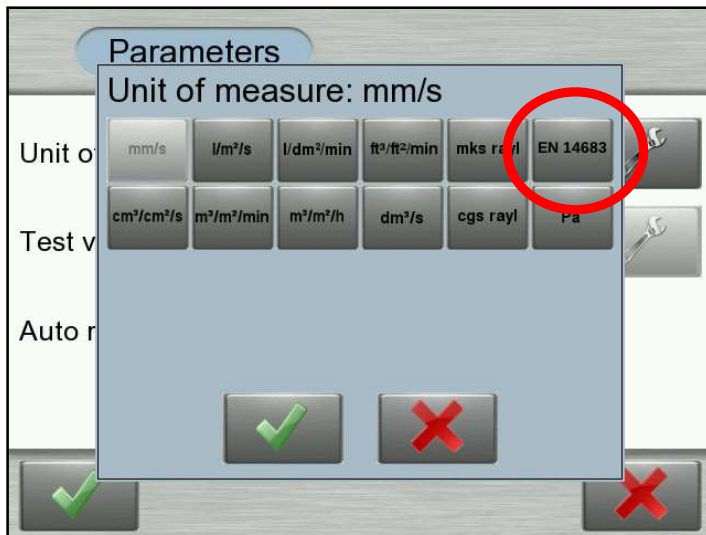 Parameters
Unit of measure: mm/s
Unit o
mm/s l/m²/s l/dm²/min ft³/ft²/min mks rayl EN 14683
cm³/cm²/s m³/m²/min m³/m²/h dm³/s cgs rayl Pa
Test v
Auto r